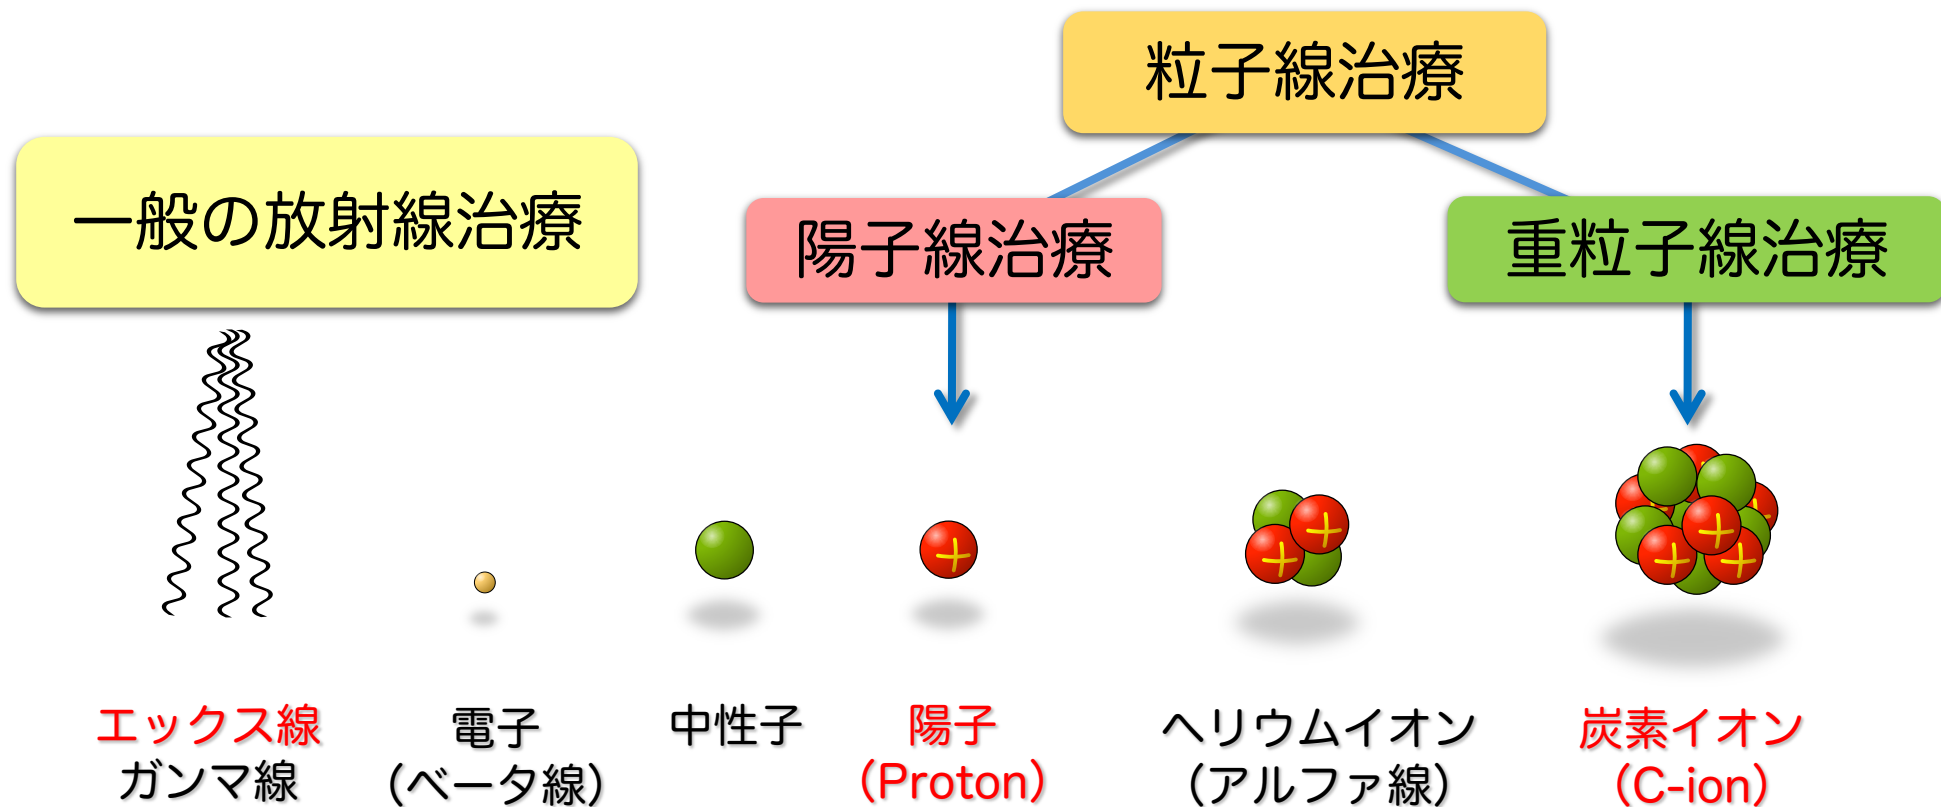 粒子線治療
一般の放射線治療
陽子線治療
重粒子線治療
エックス線
ガンマ線
電子
(ベータ線)
中性子
陽子
(Proton)
ヘリウムイオン
(アルファ線)
炭素イオン
(C-ion)